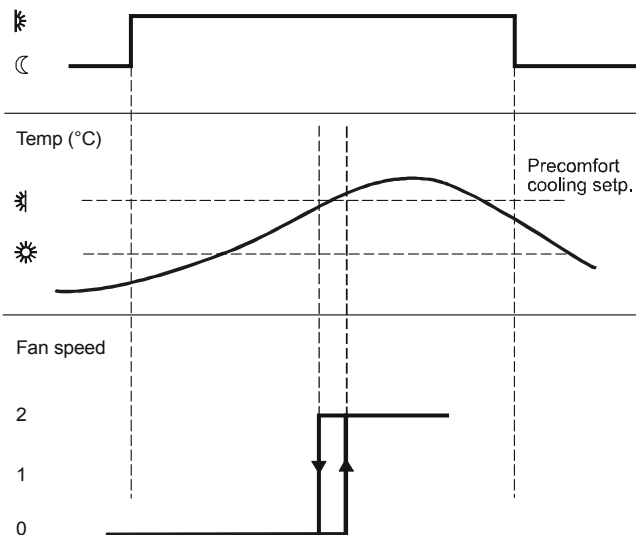 Temp (°C)
Precomfort
cooling setp.
Fan speed
2
1
0